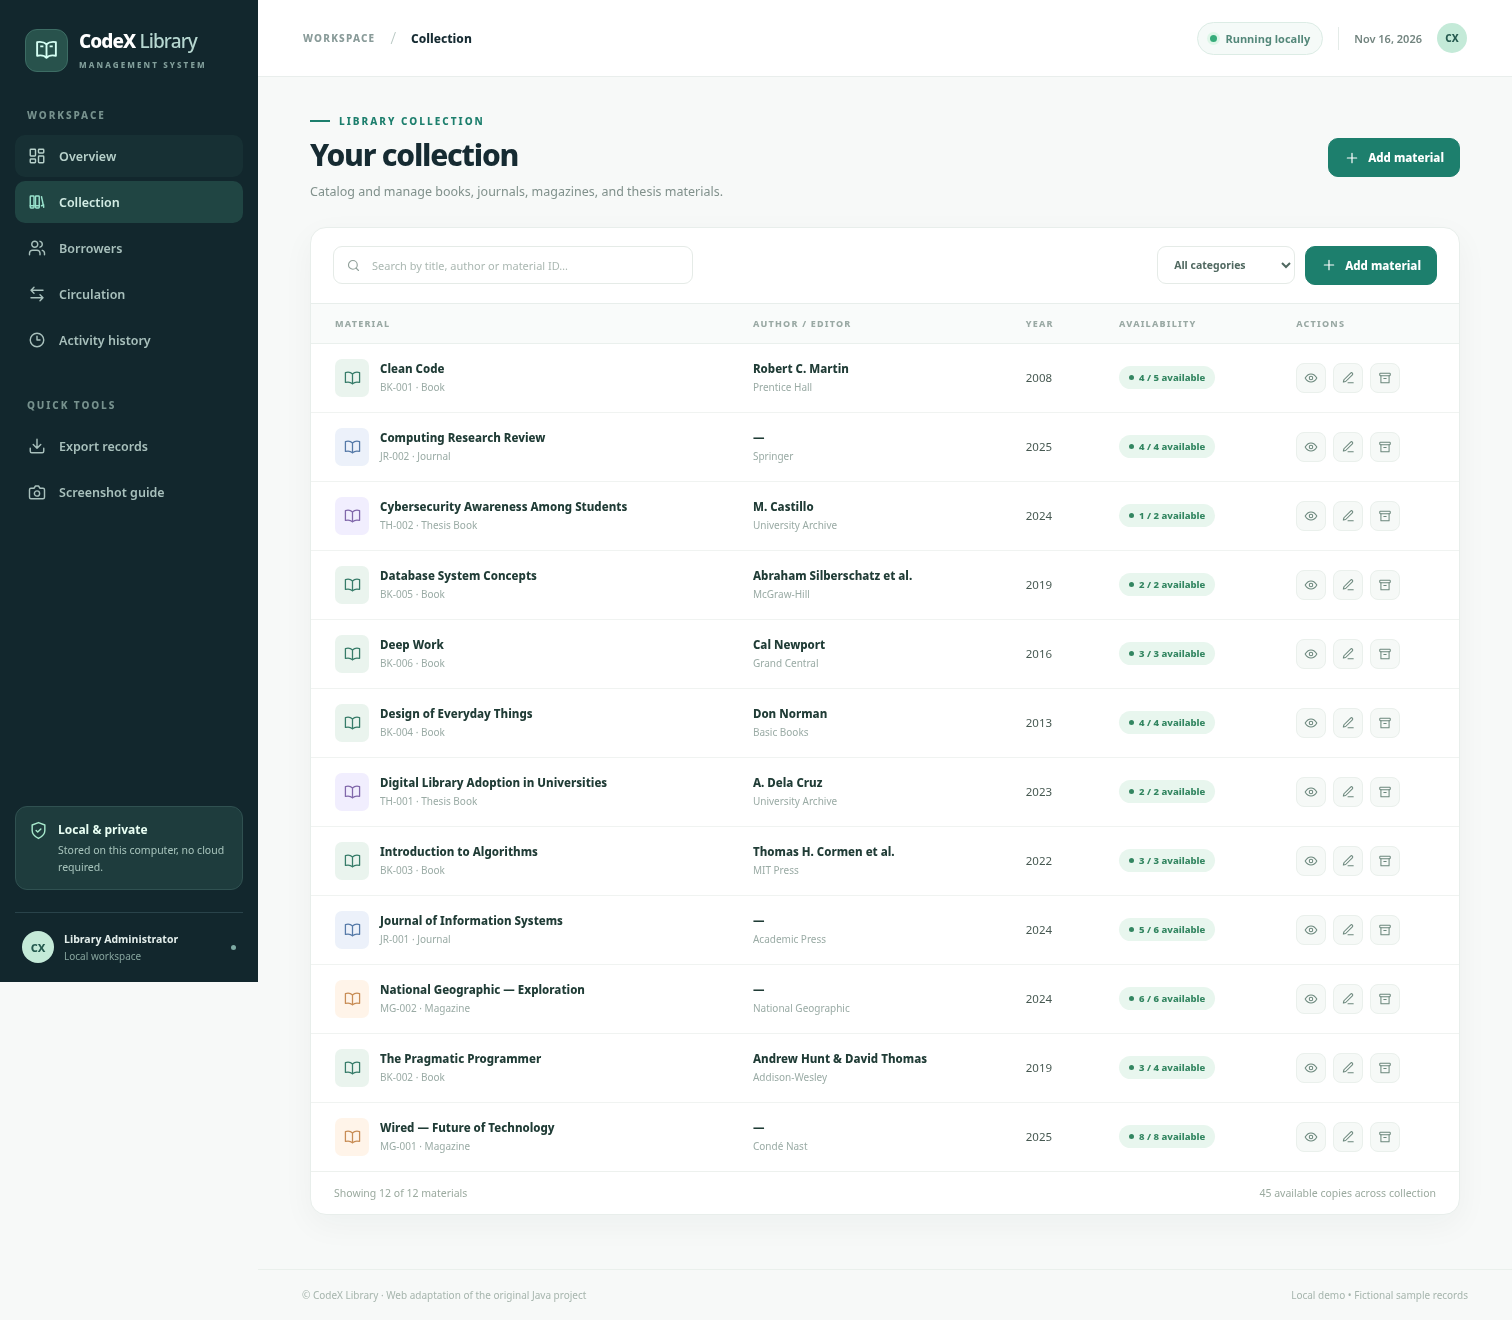 CodeX Library
MANAGEMENT SYSTEM
WORKSPACE
Overview
Collection
Borrowers
Circulation
Activity history
QUICK TOOLS
Export records
Screenshot guide
Local & private
Stored on this computer, no cloud
required.
CX
Library Administrator
Local workspace
WORKSPACE / Collection
Running locally
Nov 16, 2026
CX
LIBRARY COLLECTION
Your collection
Catalog and manage books, journals, magazines, and thesis materials.
Add material
Search by title, author or material ID...
All categories
Add material
MATERIAL AUTHOR / EDITOR YEAR AVAILABILITY ACTIONS
Clean Code
BK-001 · Book
Robert C. Martin
Prentice Hall
2008
4 / 5 available
Computing Research Review
JR-002 · Journal
—
Springer
2025
4 / 4 available
Cybersecurity Awareness Among Students
TH-002 · Thesis Book
M. Castillo
University Archive
2024
1 / 2 available
Database System Concepts
BK-005 · Book
Abraham Silberschatz et al.
McGraw-Hill
2019
2 / 2 available
Deep Work
BK-006 · Book
Cal Newport
Grand Central
2016
3 / 3 available
Design of Everyday Things
BK-004 · Book
Don Norman
Basic Books
2013
4 / 4 available
Digital Library Adoption in Universities
TH-001 · Thesis Book
A. Dela Cruz
University Archive
2023
2 / 2 available
Introduction to Algorithms
BK-003 · Book
Thomas H. Cormen et al.
MIT Press
2022
3 / 3 available
Journal of Information Systems
JR-001 · Journal
—
Academic Press
2024
5 / 6 available
National Geographic — Exploration
MG-002 · Magazine
—
National Geographic
2024
6 / 6 available
The Pragmatic Programmer
BK-002 · Book
Andrew Hunt & David Thomas
Addison-Wesley
2019
3 / 4 available
Wired — Future of Technology
MG-001 · Magazine
—
Condé Nast
2025
8 / 8 available
Showing 12 of 12 materials
45 available copies across collection
© CodeX Library · Web adaptation of the original Java project
Local demo • Fictional sample records